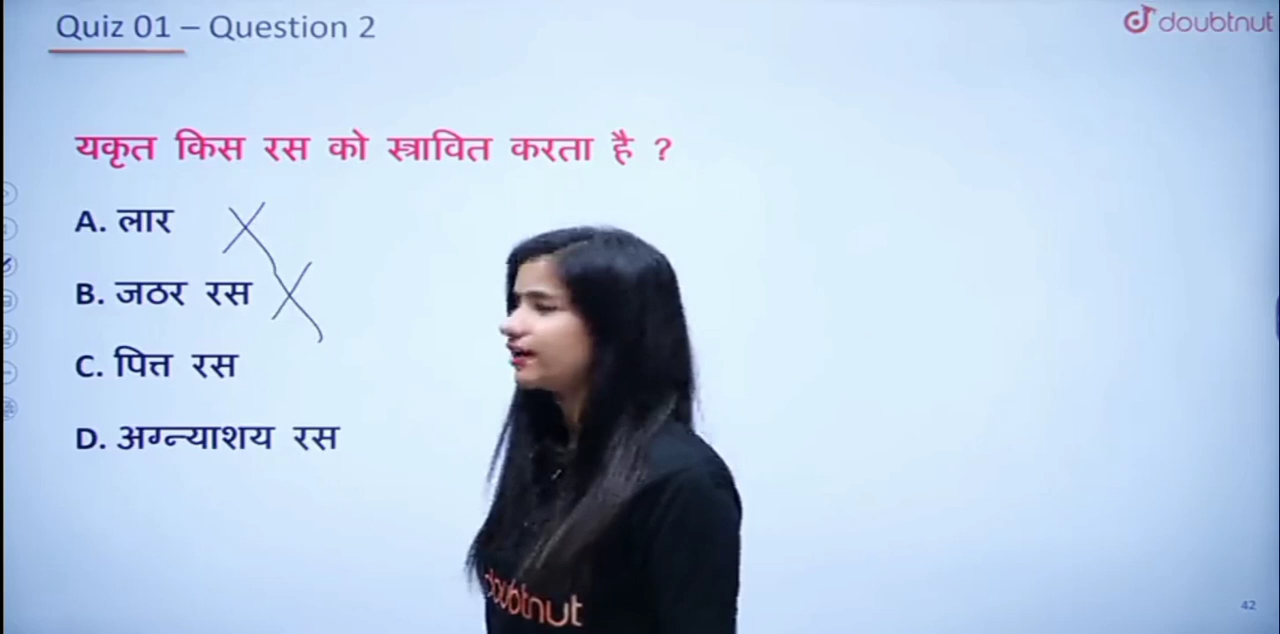 Quiz 01 – Question 2
doubtnut
यकृत किस रस को स्त्रावित करता है ?
A. लार
B. जठर रस
C. पित्त रस
D. अग्न्याशय रस
doubtnut
42